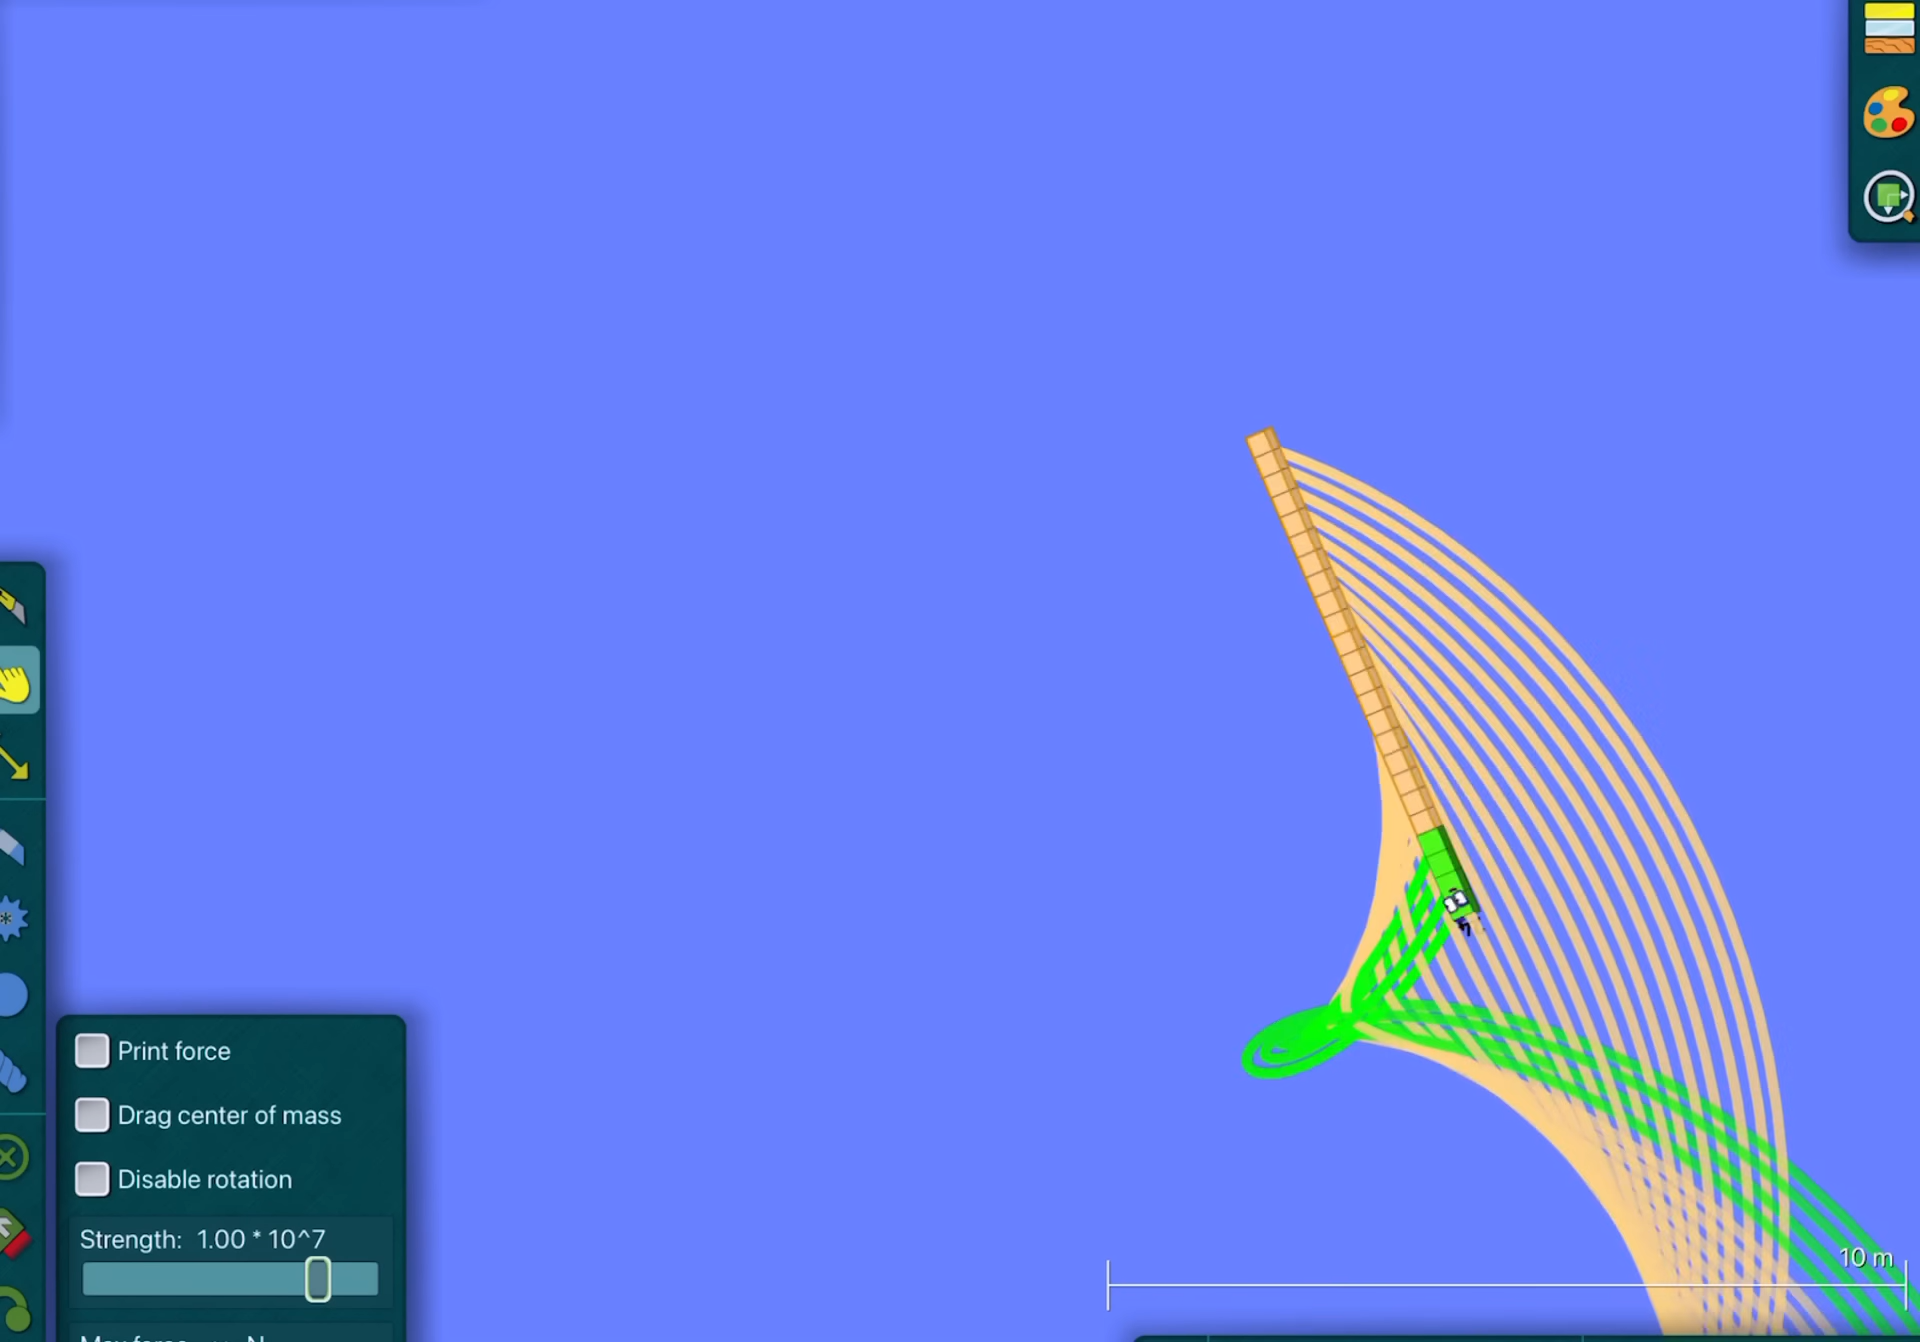 Print force
Drag center of mass
Disable rotation
Strength: 1.00 * 10^7
10 m